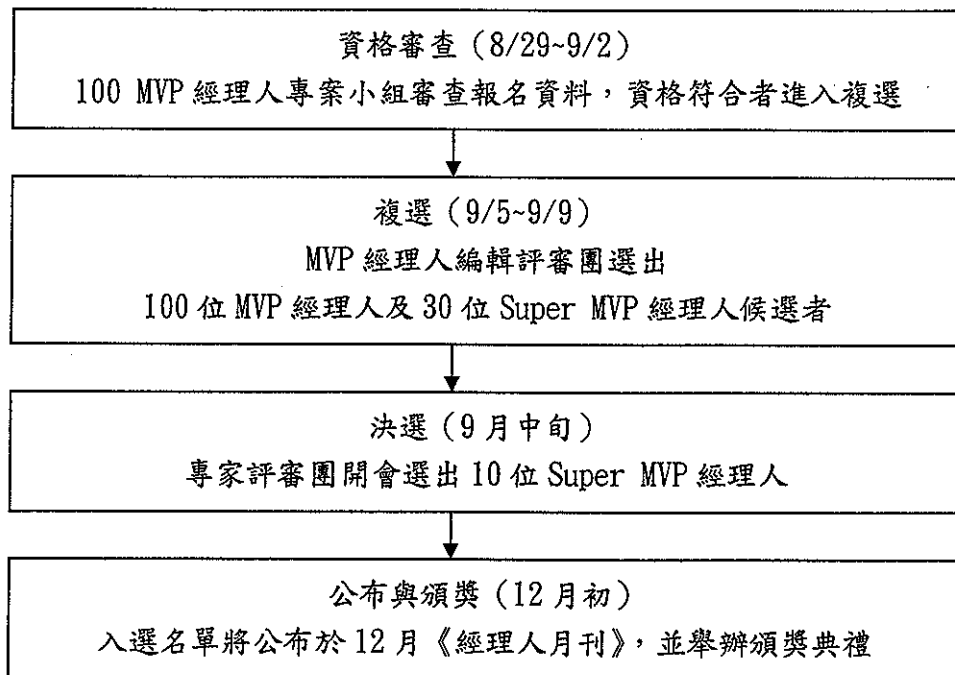 資格審查（8/29~9/2）
100 MVP 經理人專案小組審查報名資料，資格符合者進入複選
複選（9/5~9/9）
MVP 經理人編輯評審團選出
100 位 MVP 經理人及 30 位 Super MVP 經理人候選者
決選（9 月中旬）
專家評審團開會選出 10 位 Super MVP 經理人
公布與頒獎（12 月初）
入選名單將公布於 12 月《經理人月刊》，並舉辦頒獎典禮